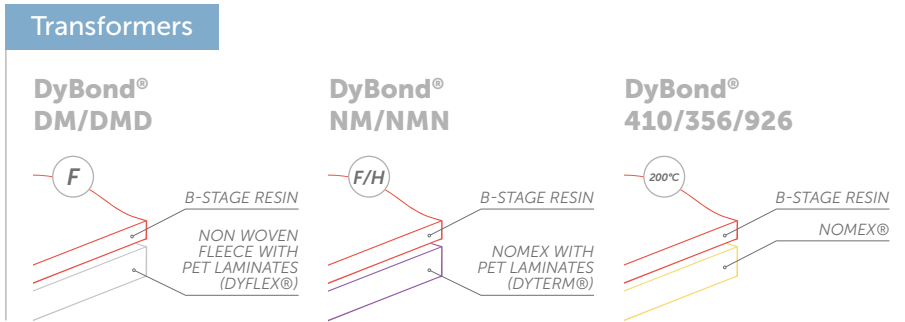 Transformers
DyBond®
DM/DMD
F
B-STAGE RESIN
NON WOVEN
FLEECE WITH
PET LAMINATES
(DYFLEX®)
DyBond®
NM/NMN
F/H
B-STAGE RESIN
NOMEX WITH
PET LAMINATES
(DYTERM®)
DyBond®
410/356/926
200°C
B-STAGE RESIN
NOMEX®